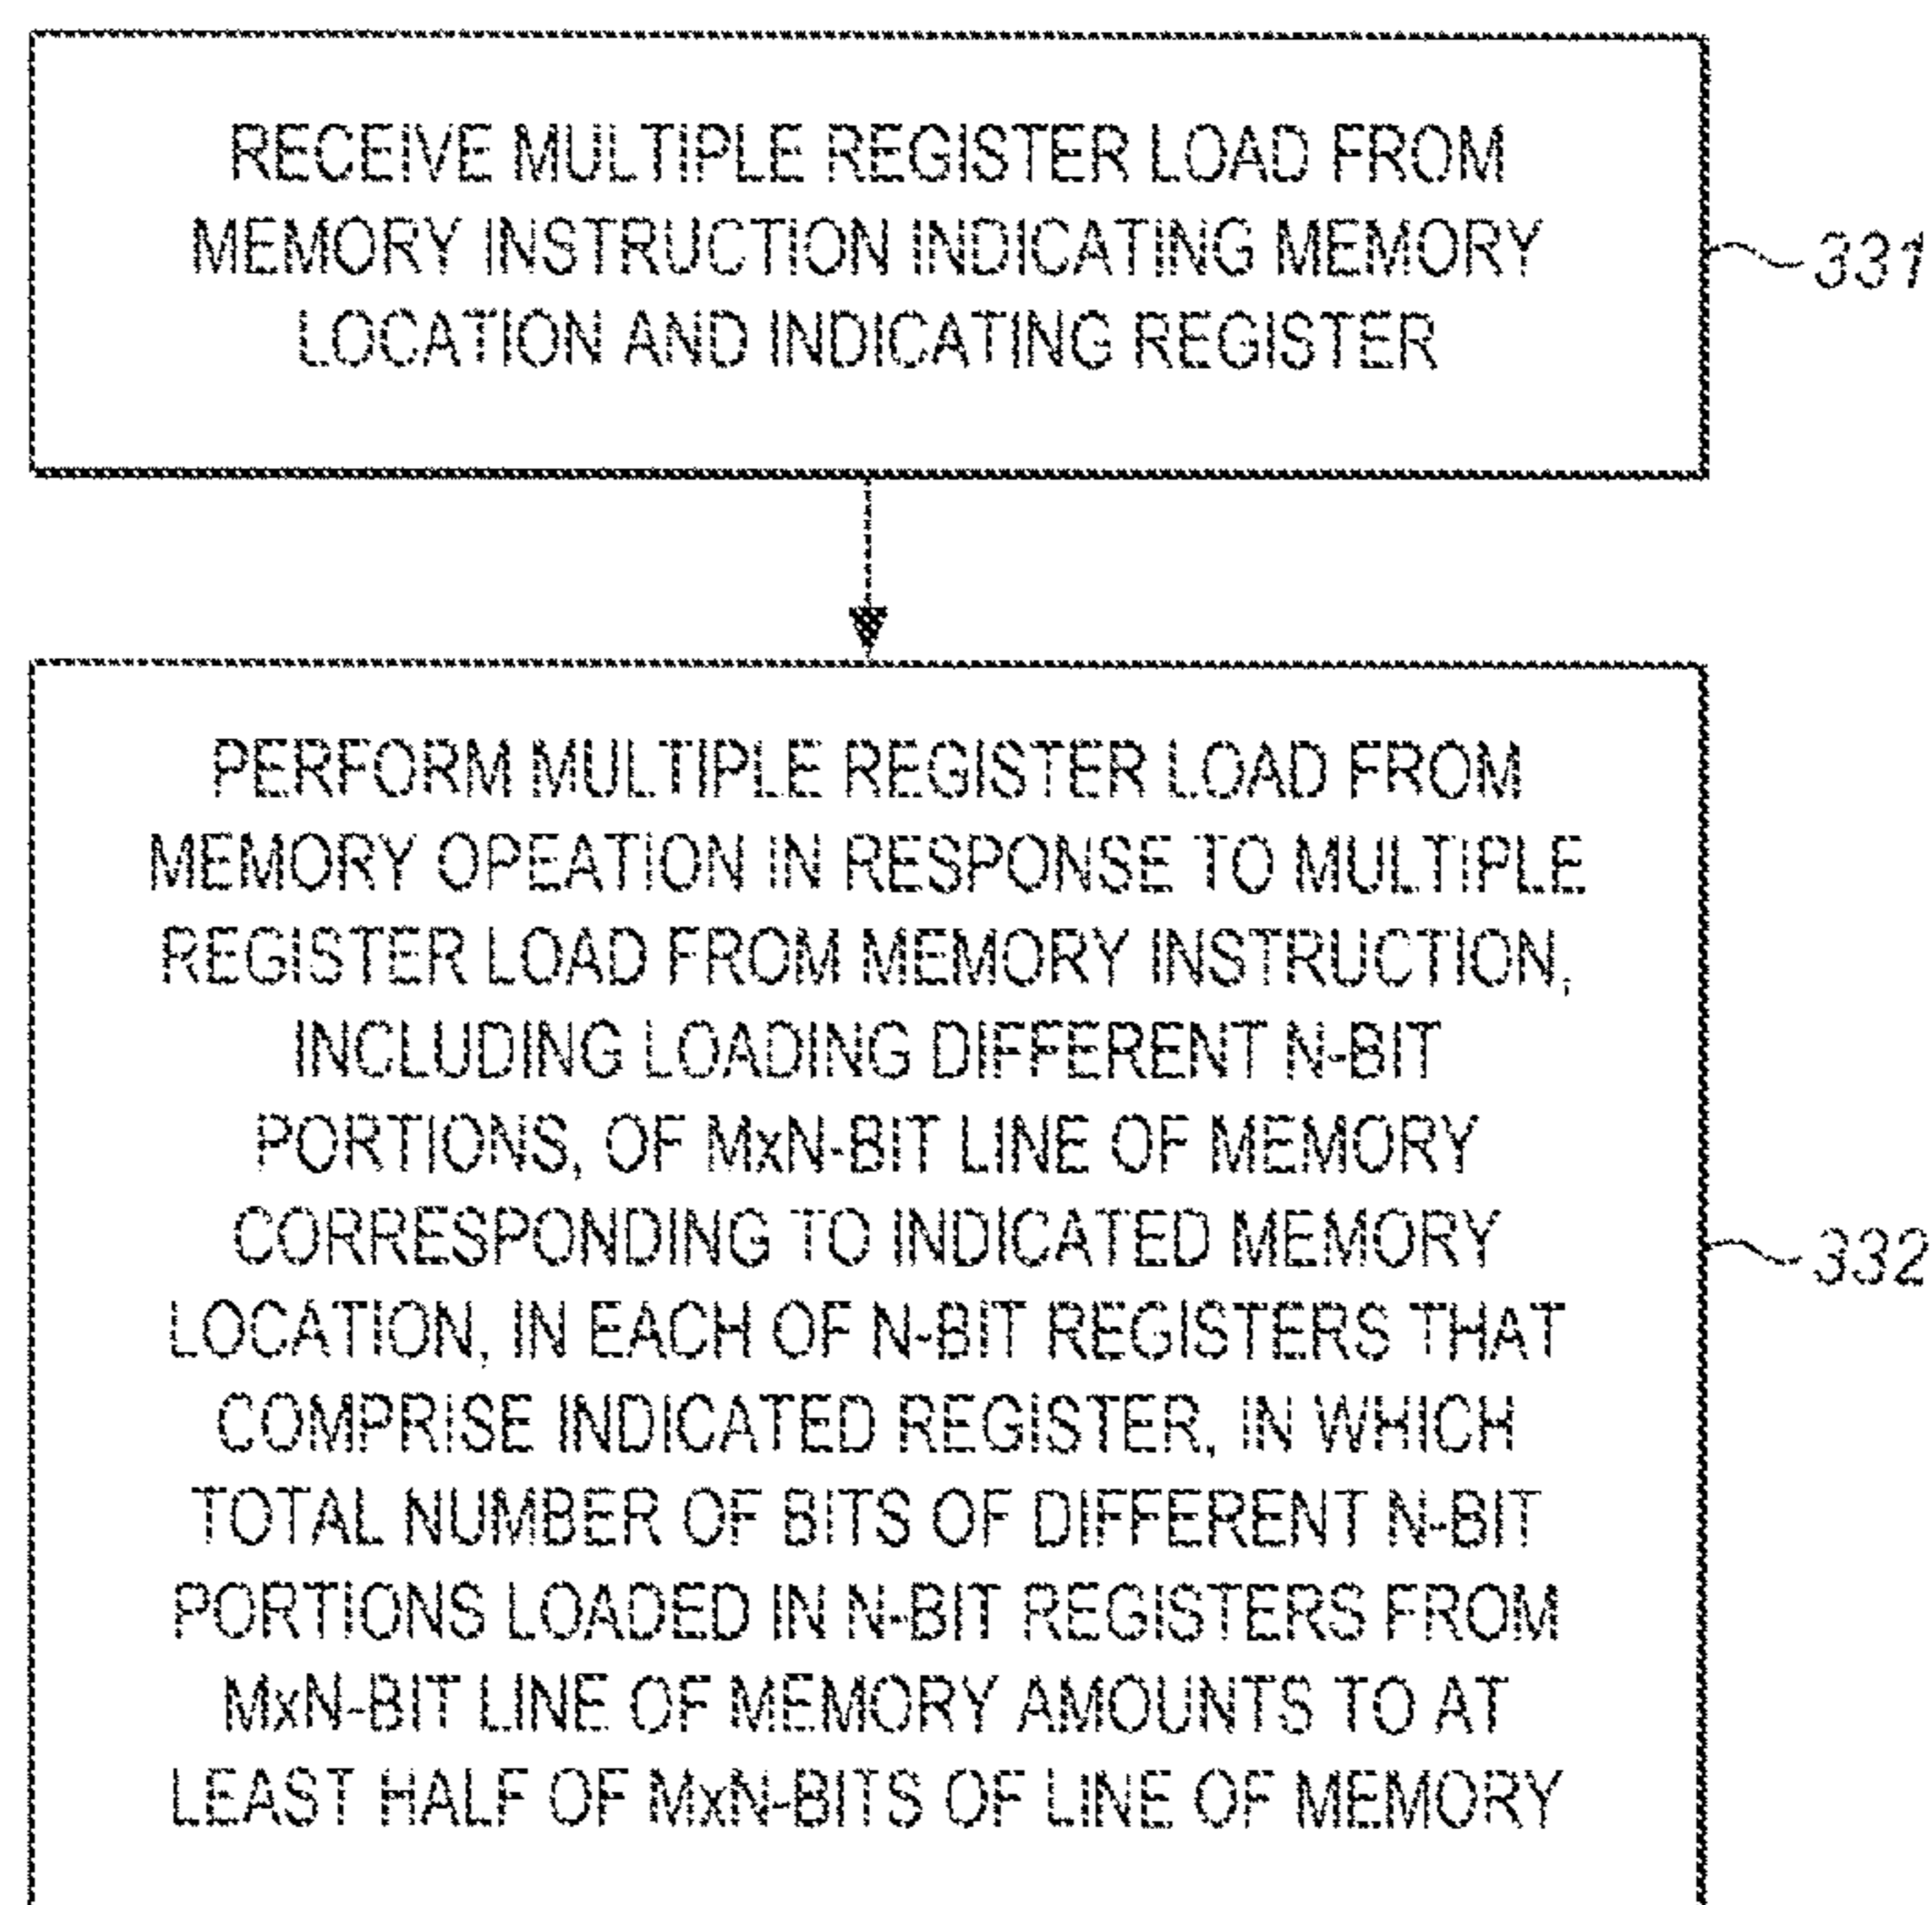 RECEIVE MULTIPLE REGISTER LOAD FROM
MEMORY INSTRUCTION INDICATING MEMORY
LOCATION AND INDICATING REGISTER
331
PERFORM MULTIPLE REGISTER LOAD FROM
MEMORY OPEATION IN RESPONSE TO MULTIPLE
REGISTER LOAD FROM MEMORY INSTRUCTION,
INCLUDING LOADING DIFFERENT N-BIT
PORTIONS, OF MxN-BIT LINE OF MEMORY
CORRESPONDING TO INDICATED MEMORY
LOCATION, IN EACH OF N-BIT REGISTERS THAT
COMPRISE INDICATED REGISTER, IN WHICH
TOTAL NUMBER OF BITS OF DIFFERENT N-BIT
PORTIONS LOADED IN N-BIT REGISTERS FROM
MxN-BIT LINE OF MEMORY AMOUNTS TO AT
LEAST HALF OF MxN-BITS OF LINE OF MEMORY
332